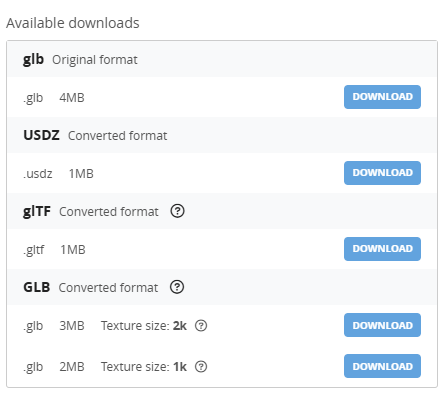 Available downloads
glb Original format
.glb 4MB DOWNLOAD
USDZ Converted format
.usdz 1MB DOWNLOAD
glTF Converted format ?
.gltf 1MB DOWNLOAD
GLB Converted format ?
.glb 3MB Texture size: 2k ? DOWNLOAD
.glb 2MB Texture size: 1k ? DOWNLOAD